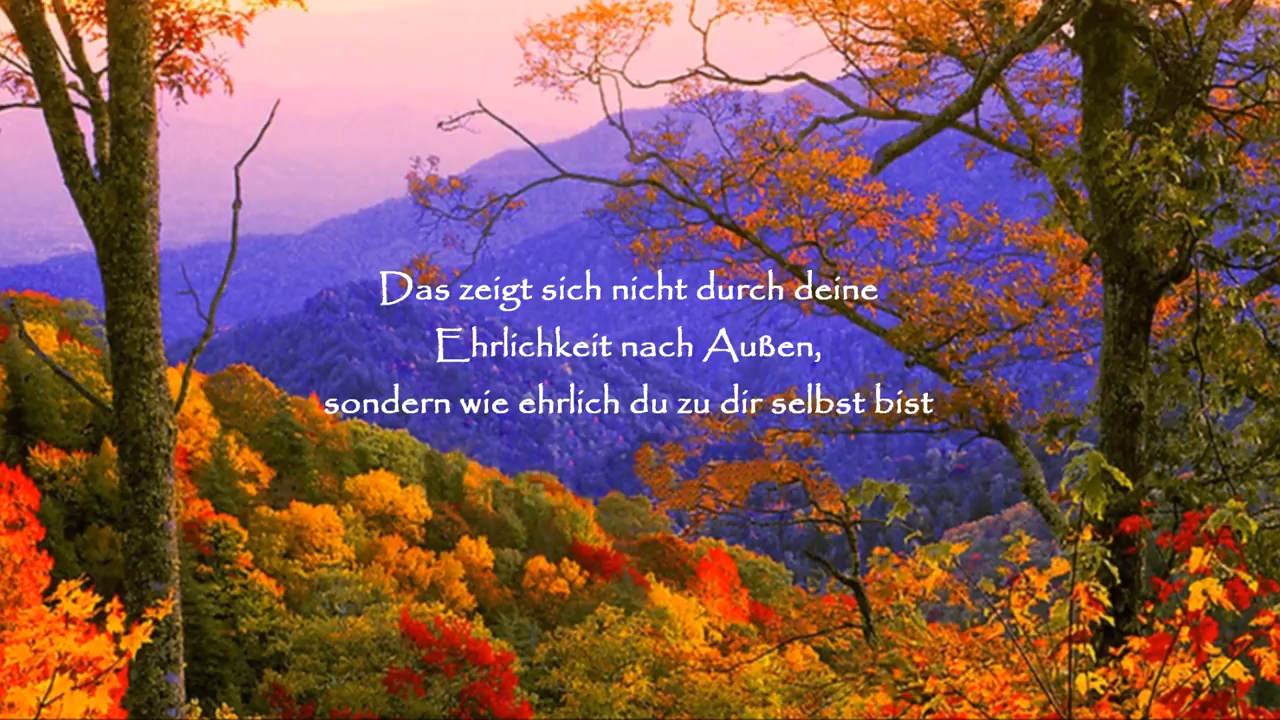 Das zeigt sich nicht durch deine
Ehrlichkeit nach Außen,
sondern wie ehrlich du zu dir selbst bist